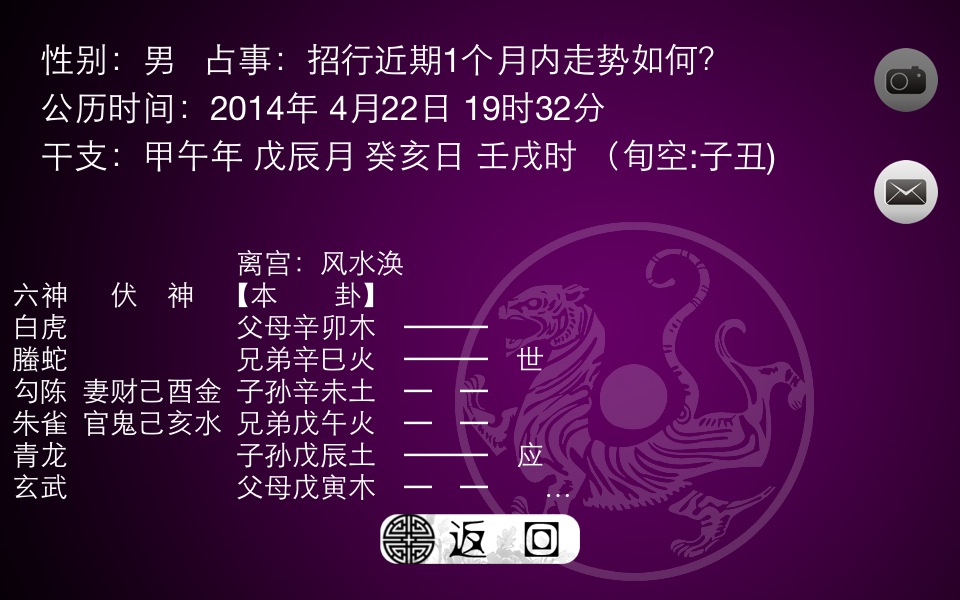 性别：男 占事：招行近期1个月内走势如何？
公历时间：2014年 4月22日 19时32分
干支：甲午年 戊辰月 癸亥日 壬戌时 （旬空:子丑)
离宫：风水涣
六神 伏 神 【本 卦】
白虎 父母辛卯木
螣蛇 兄弟辛巳火 世
勾陈 妻财己酉金 子孙辛未土
朱雀 官鬼己亥水 兄弟戊午火
青龙 子孙戊辰土 应
玄武 父母戊寅木 ...
返 回